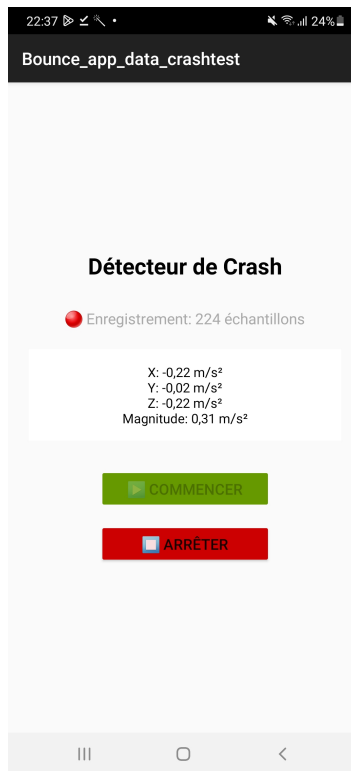 22:37
24%
Bounce_app_data_crashtest
Détecteur de Crash
Enregistrement: 224 échantillons
X: -0,22 m/s²
Y: -0,02 m/s²
Z: -0,22 m/s²
Magnitude: 0,31 m/s²
COMMENCER
ARRÊTER